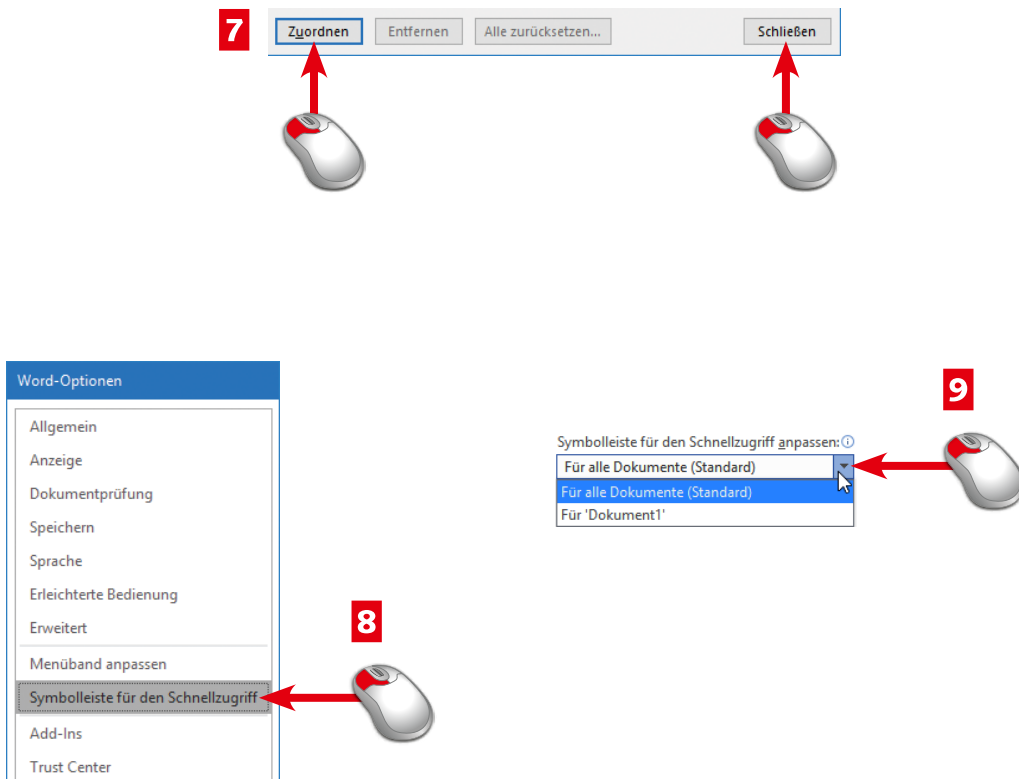 7
Zuordnen Entfernen Alle zurücksetzen... Schließen
Word-Optionen
Allgemein
Anzeige
Dokumentprüfung
Speichern
Sprache
Erleichterte Bedienung
Erweitert
Menüband anpassen
Symbolleiste für den Schnellzugriff
Add-Ins
Trust Center
8
9
Symbolleiste für den Schnellzugriff anpassen:
Für alle Dokumente (Standard)
Für alle Dokumente (Standard)
Für 'Dokument1'